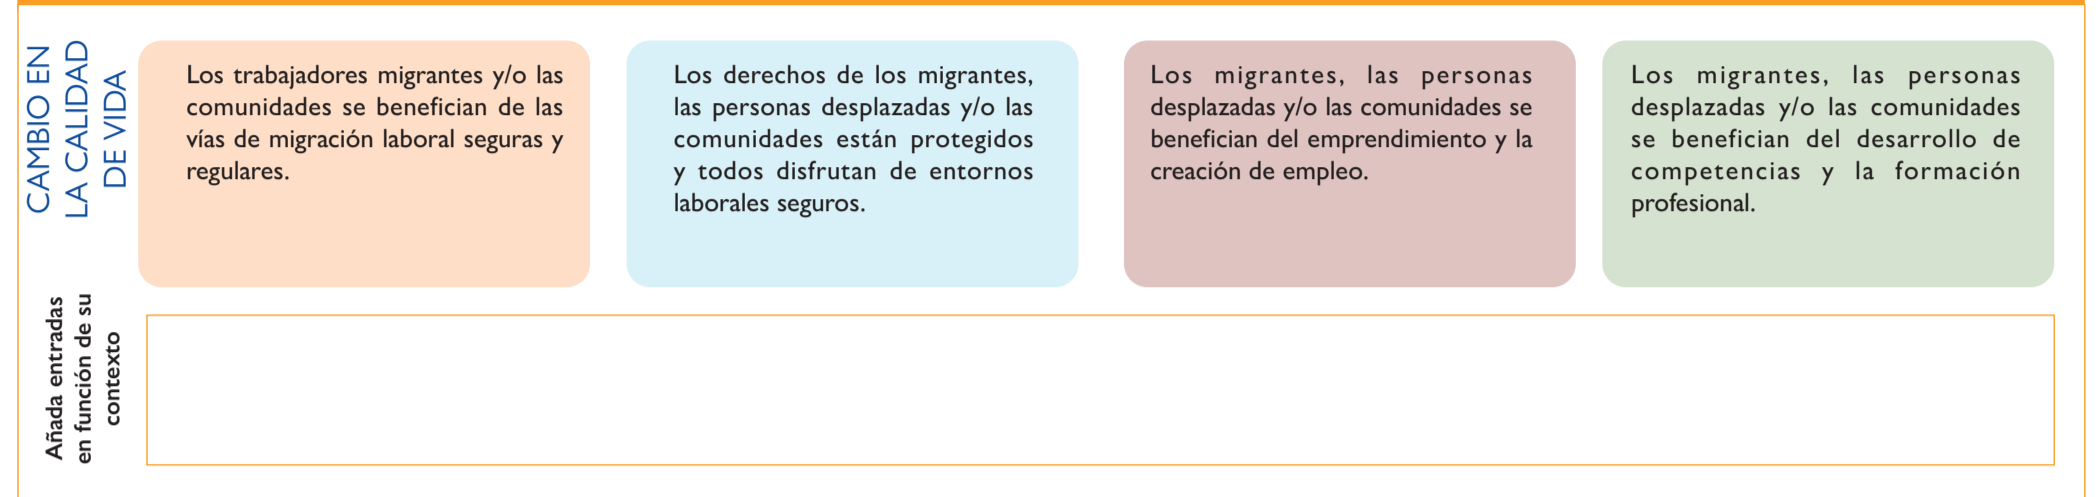 CAMBIO EN
LA CALIDAD
DE VIDA
Los trabajadores migrantes y/o las
comunidades se benefician de las
vías de migración laboral seguras y
regulares.
Los derechos de los migrantes,
las personas desplazadas y/o las
comunidades están protegidos
y todos disfrutan de entornos
laborales seguros.
Los migrantes, las personas
desplazadas y/o las comunidades se
benefician del emprendimiento y la
creación de empleo.
Los migrantes, las personas
desplazadas y/o las comunidades
se benefician del desarrollo de
competencias y la formación
profesional.
Añada entradas
en función de su
contexto